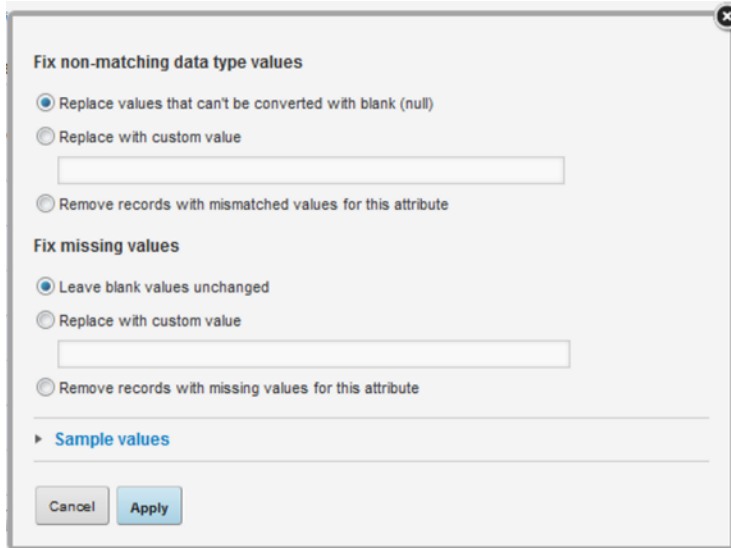 Fix non-matching data type values
Replace values that can't be converted with blank (null)
Replace with custom value
Remove records with mismatched values for this attribute
Fix missing values
Leave blank values unchanged
Replace with custom value
Remove records with missing values for this attribute
Sample values
Cancel Apply